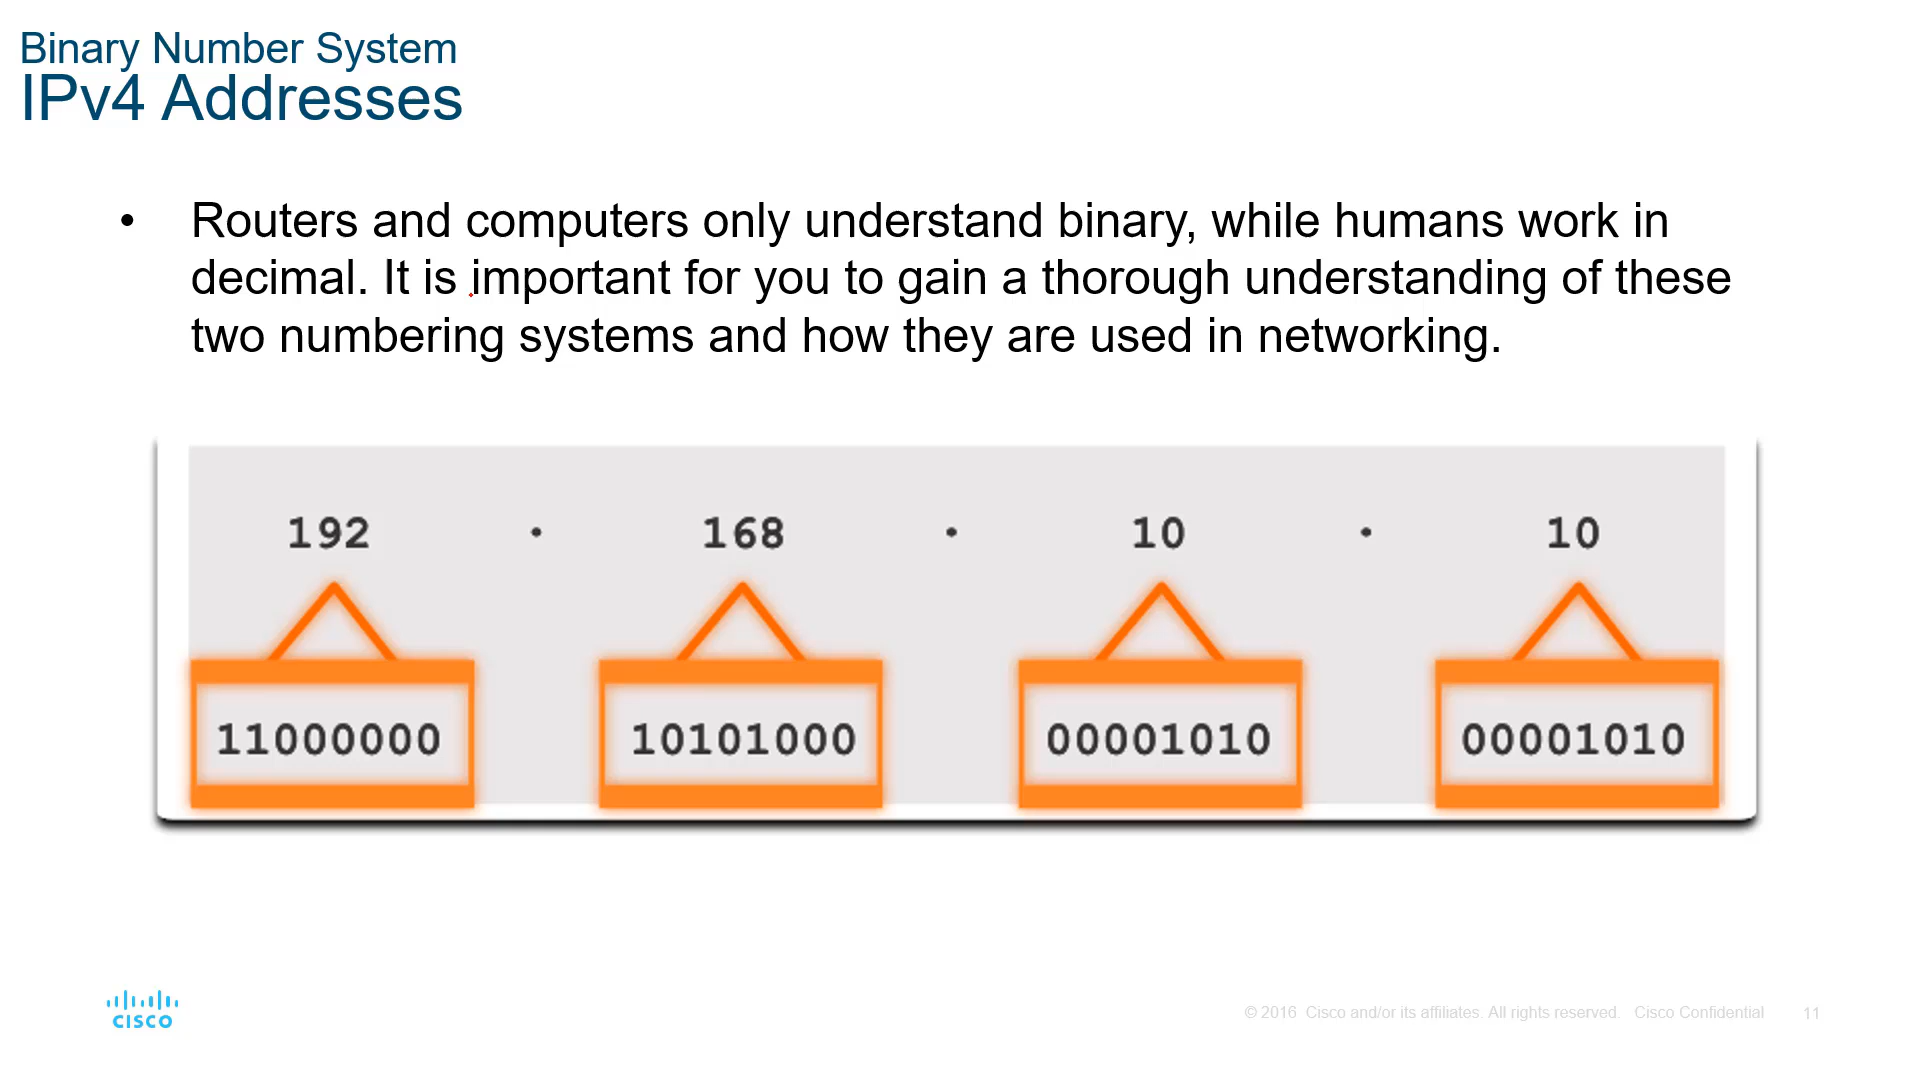 Binary Number System
IPv4 Addresses
• Routers and computers only understand binary, while humans work in
decimal. It is important for you to gain a thorough understanding of these
two numbering systems and how they are used in networking.
192 . 168 . 10 . 10
11000000 10101000 00001010 00001010
CISCO
© 2016 Cisco and/or its affiliates. All rights reserved. Cisco Confidential 11